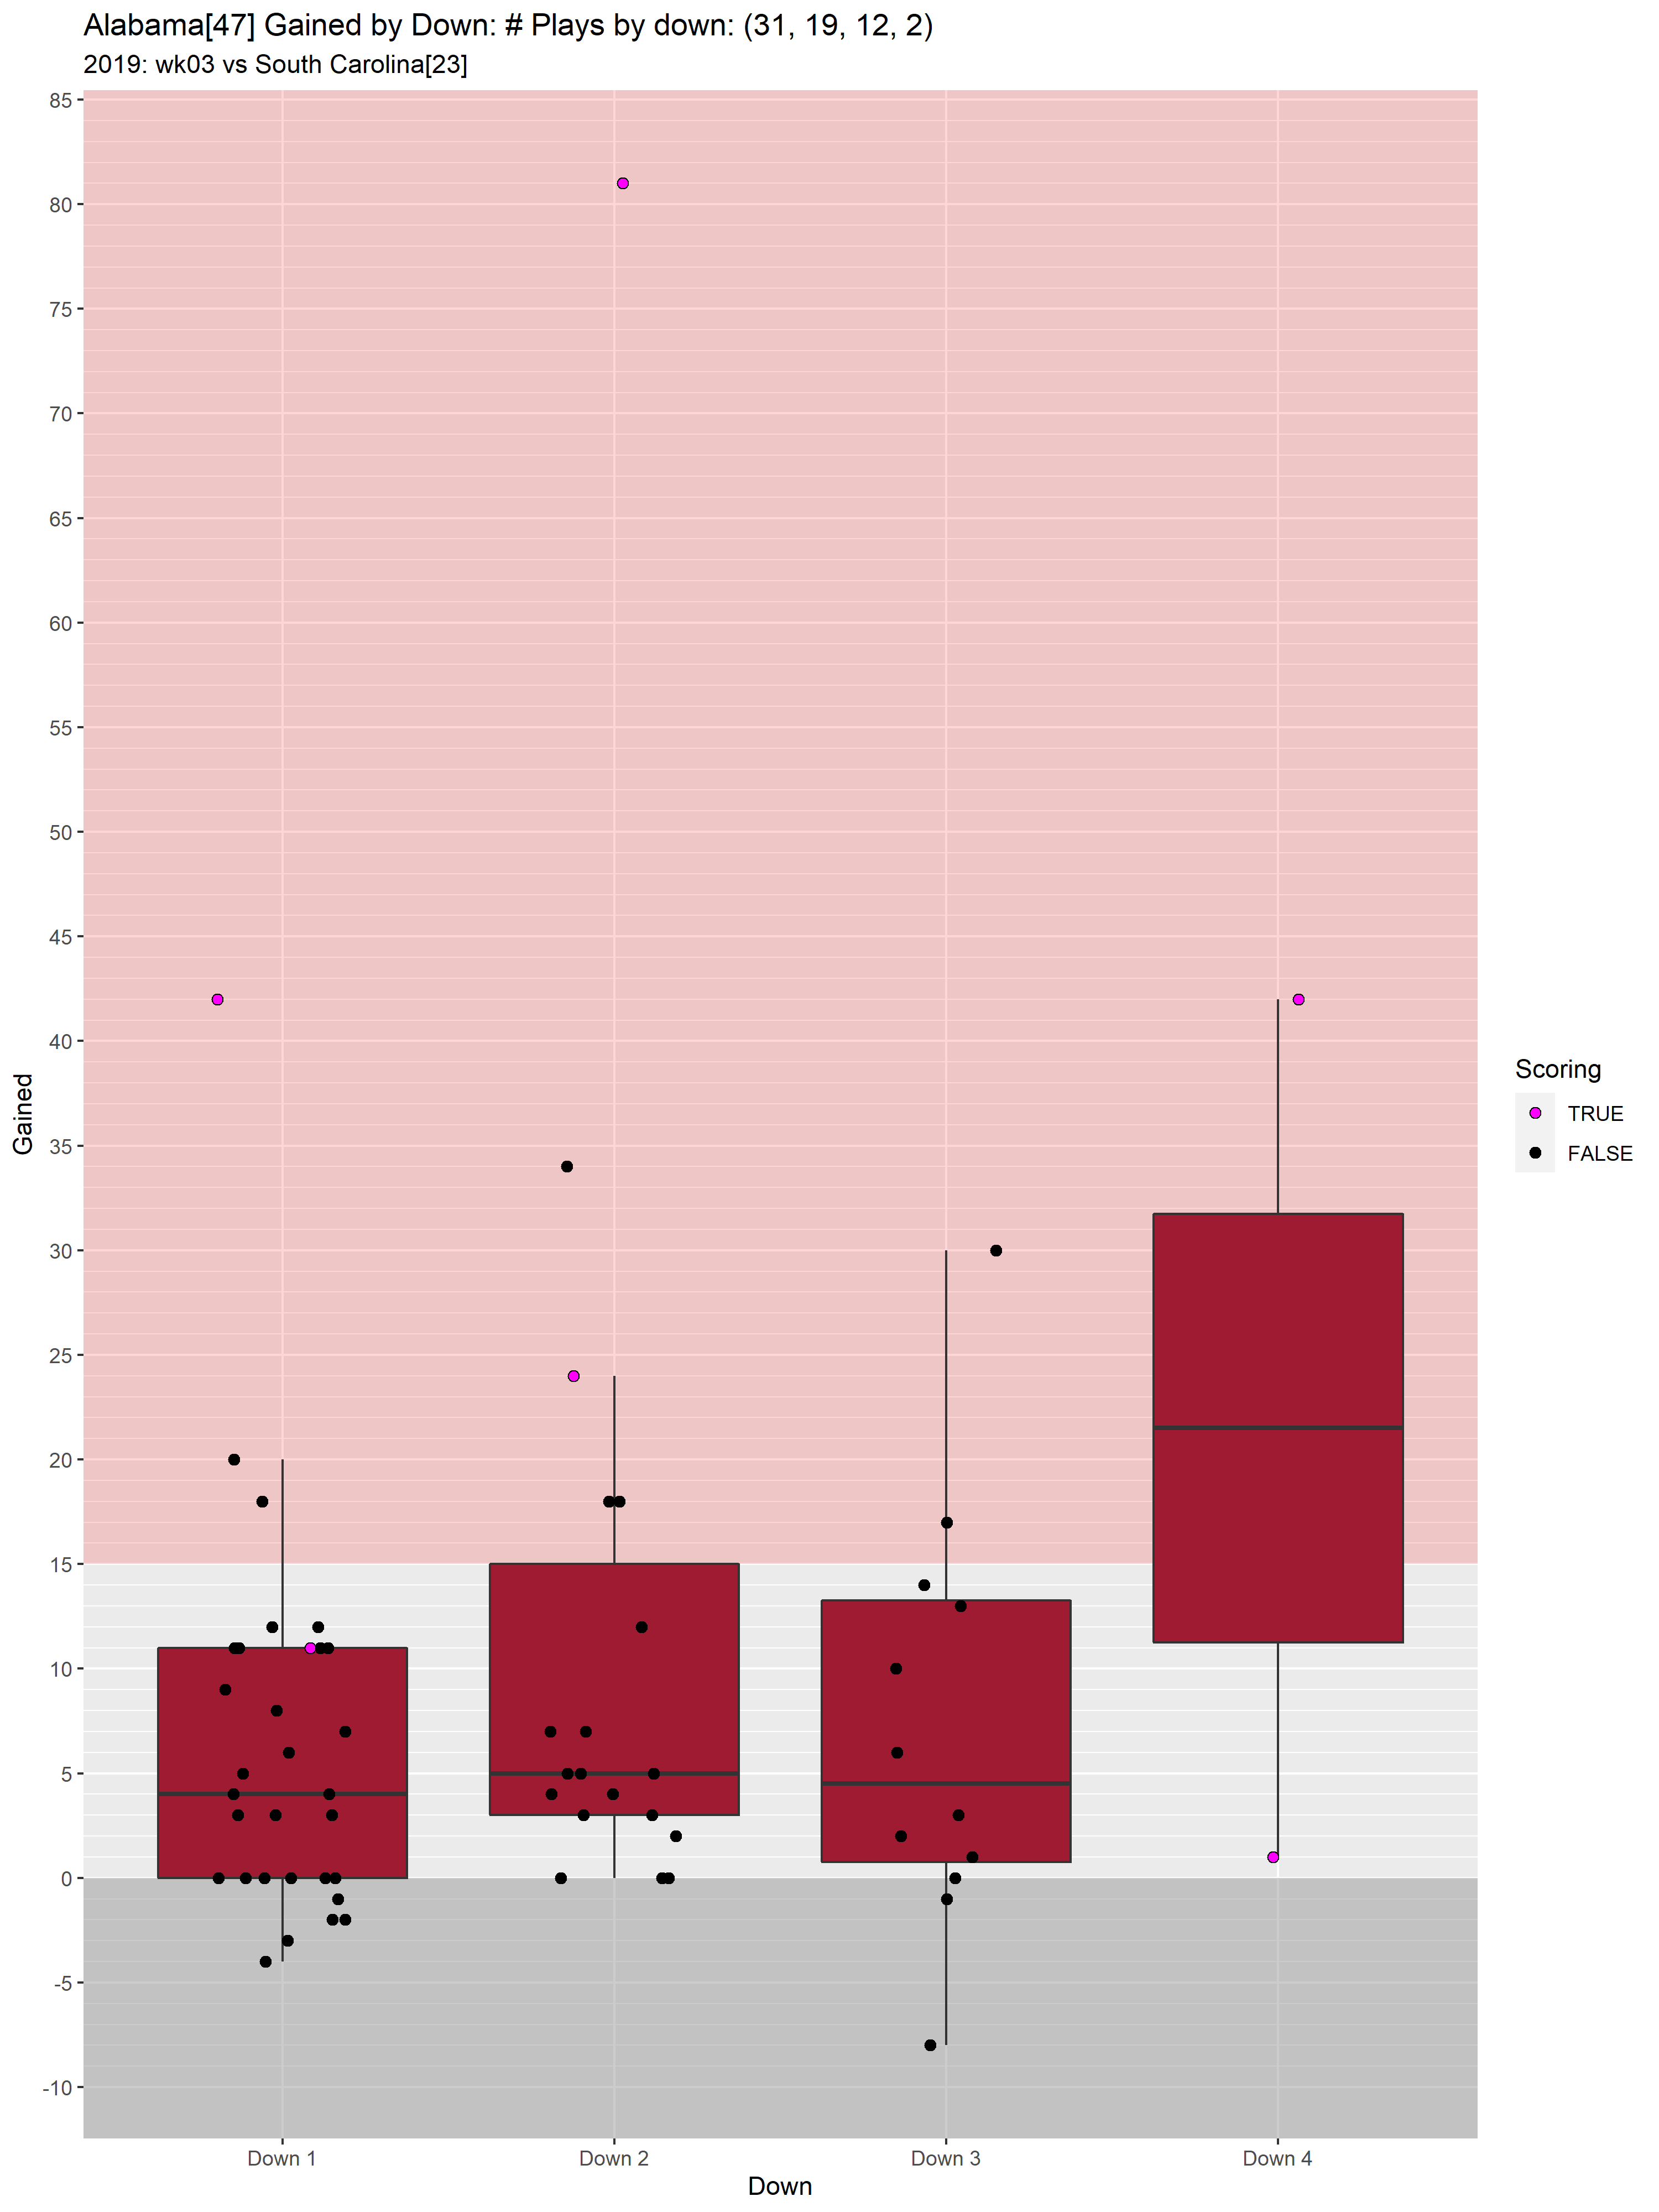 Alabama[47] Gained by Down: # Plays by down: (31, 19, 12, 2)
2019: wk03 vs South Carolina[23]
85
80
75
70
65
60
55
50
45
40
35
30
25
20
15
10
5
0
-5
-10
Gained
Down 1
Down 2
Down 3
Down 4
Down
Scoring
TRUE
FALSE